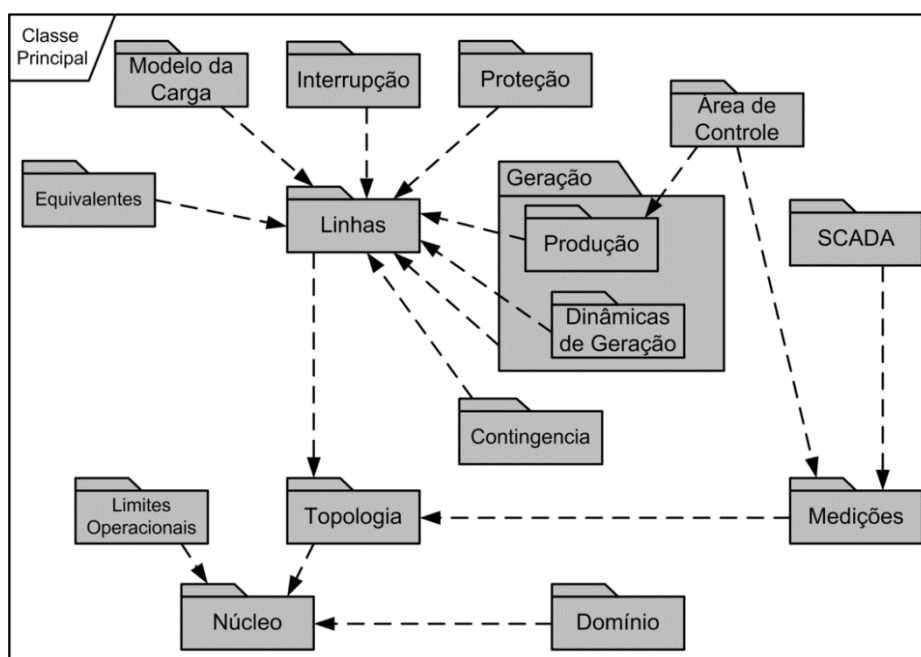 Classe
Principal
Modelo da
Carga
Interrupção
Proteção
Área de
Controle
Equivalentes
Linhas
Geração
Produção
SCADA
Dinâmicas
de Geração
Contingencia
Limites
Operacionais
Topologia
Medições
Núcleo
Domínio